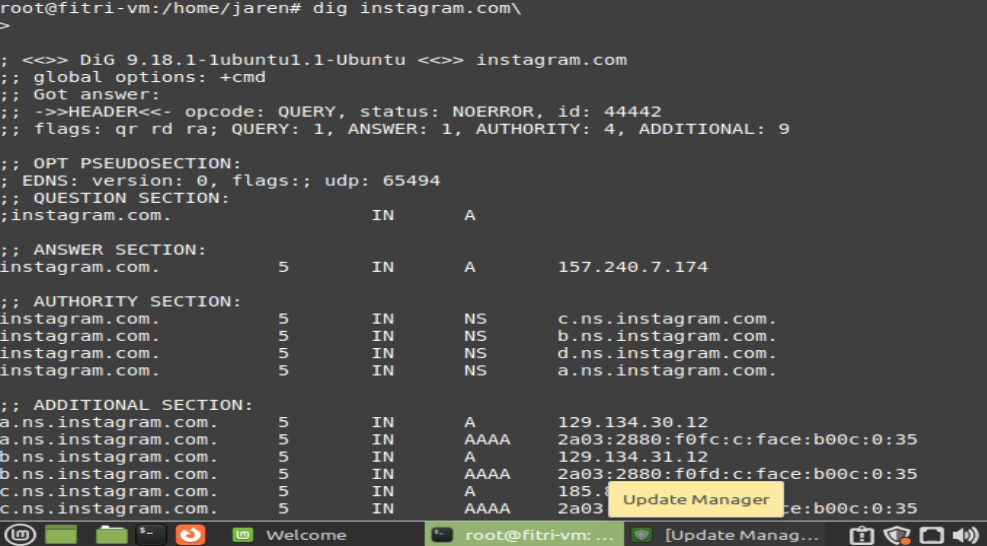 root@fitri-vm:/home/jaren# dig instagram.com\
>
; <<>> DiG 9.18.1-1ubuntu1.1-Ubuntu <<>> instagram.com
;; global options: +cmd
;; Got answer:
;; ->>HEADER<<- opcode: QUERY, status: NOERROR, id: 44442
;; flags: qr rd ra; QUERY: 1, ANSWER: 1, AUTHORITY: 4, ADDITIONAL: 9
;; OPT PSEUDOSECTION:
; EDNS: version: 0, flags:; udp: 65494
;; QUESTION SECTION:
;instagram.com. IN A
;; ANSWER SECTION:
instagram.com. 5 IN A 157.240.7.174
;; AUTHORITY SECTION:
instagram.com. 5 IN NS c.ns.instagram.com.
instagram.com. 5 IN NS b.ns.instagram.com.
instagram.com. 5 IN NS d.ns.instagram.com.
instagram.com. 5 IN NS a.ns.instagram.com.
;; ADDITIONAL SECTION:
a.ns.instagram.com. 5 IN A 129.134.30.12
a.ns.instagram.com. 5 IN AAAA 2a03:2880:f0fc:c:face:b00c:0:35
b.ns.instagram.com. 5 IN A 129.134.31.12
b.ns.instagram.com. 5 IN AAAA 2a03:2880:f0fd:c:face:b00c:0:35
c.ns.instagram.com. 5 IN A 185.
c.ns.instagram.com. 5 IN AAAA 2a03 e:b00c:0:35
Update Manager
Welcome
root@fitri-vm: ...
[Update Manag...